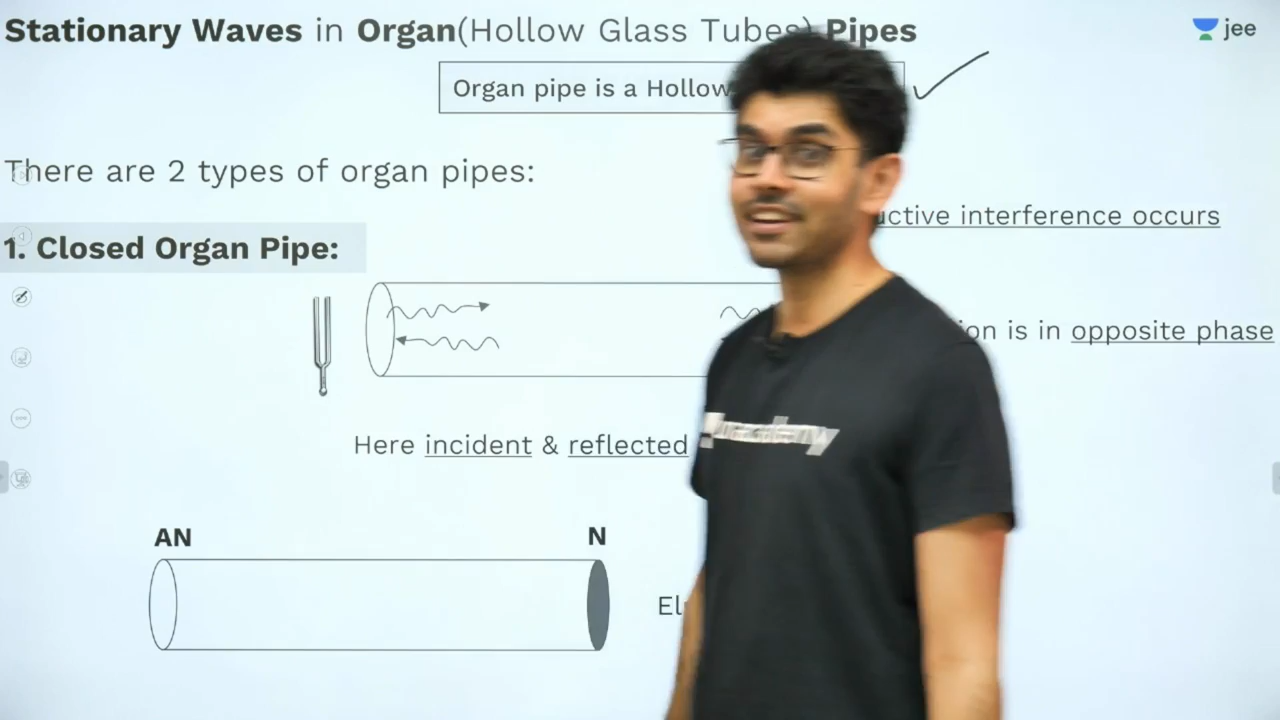 Stationary Waves in Organ(Hollow Glass Tubes) Pipes
jee
Organ pipe is a Hollow
There are 2 types of organ pipes:
uctive interference occurs
1. Closed Organ Pipe:
ion is in opposite phase
Here incident & reflected
AN
N